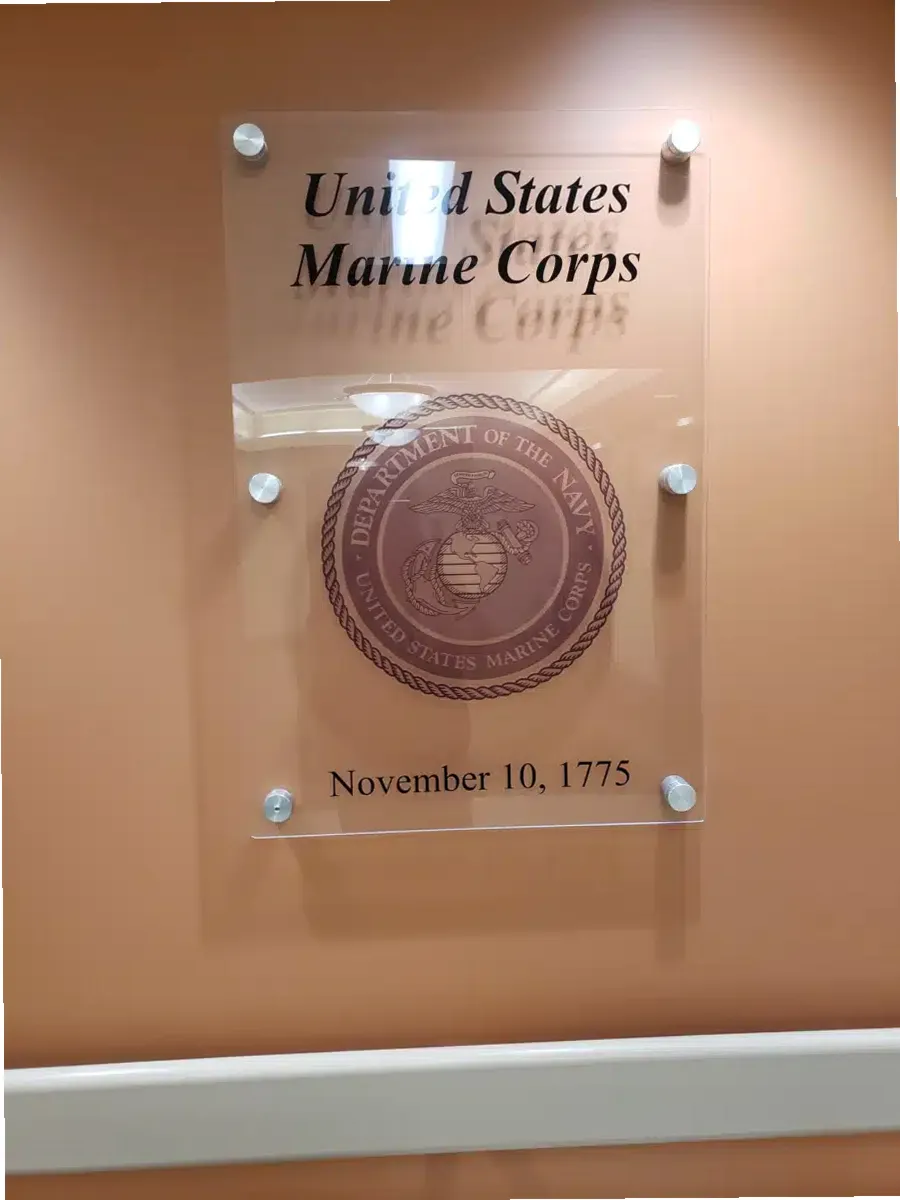 United States
Marine Corps
DEPARTMENT OF THE NAVY
UNITED STATES MARINE CORPS
November 10, 1775